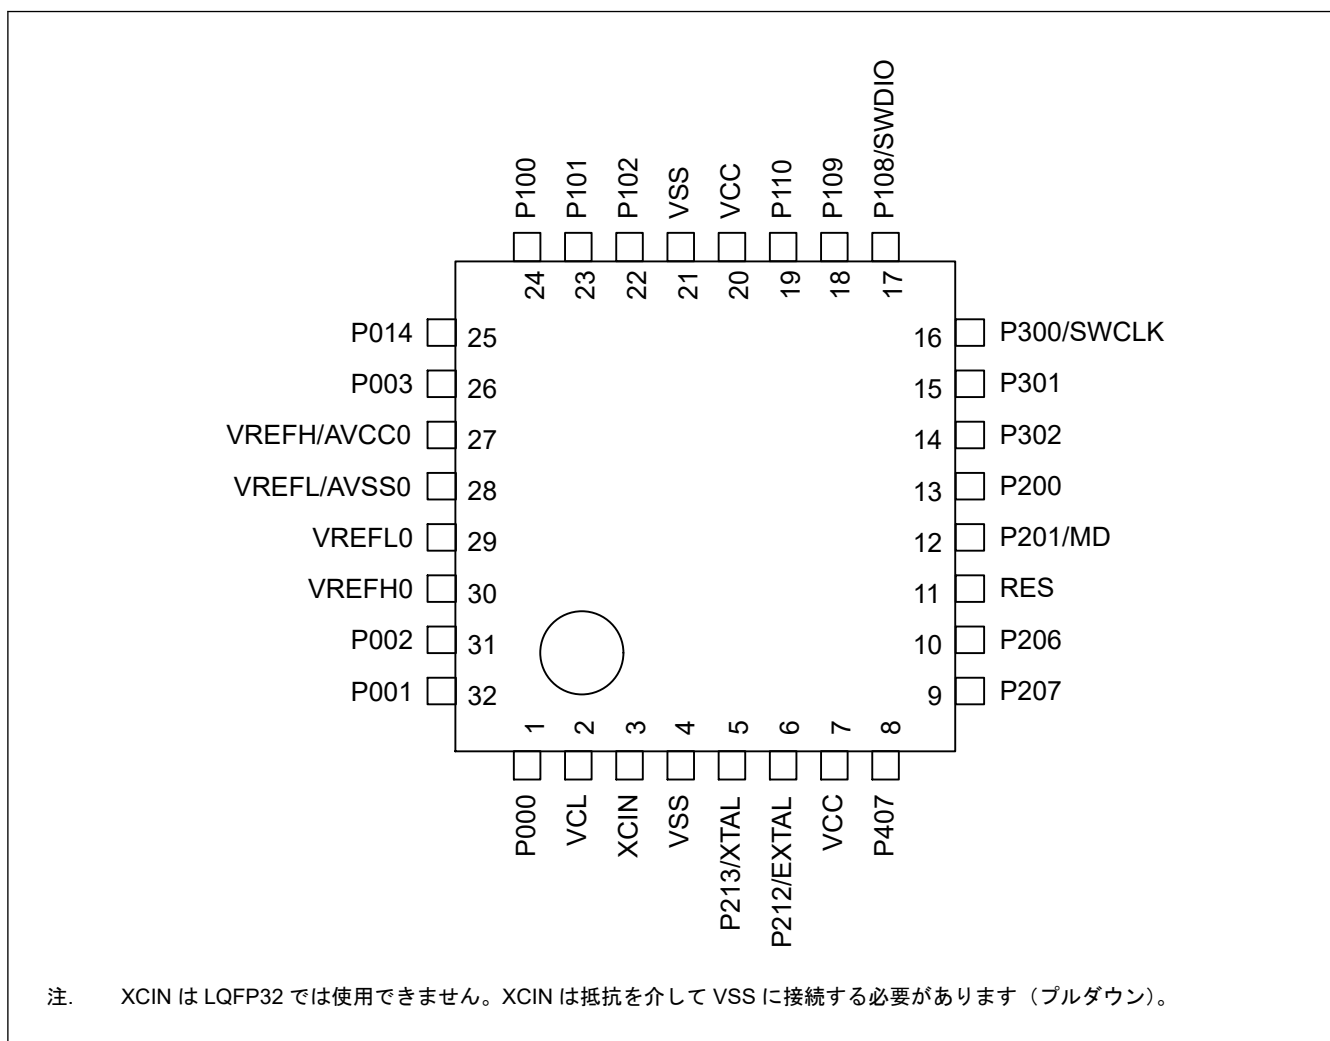 P100
P101
P102
VSS
VCC
P110
P109
P108/SWDIO
24
23
22
21
20
19
18
17
P014 25
P003 26
VREFH/AVCC0 27
VREFL/AVSS0 28
VREFL0 29
VREFH0 30
P002 31
P001 32
16 P300/SWCLK
15 P301
14 P302
13 P200
12 P201/MD
11 RES
10 P206
9 P207
1
2
3
4
5
6
7
8
P000
VCL
XCIN
VSS
P213/XTAL
P212/EXTAL
VCC
P407
注. XCIN は LQFP32 では使用できません。XCIN は抵抗を介して VSS に接続する必要があります（プルダウン）。